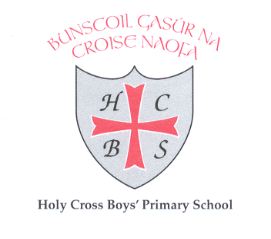 BUNSCOIL GASÚR NA
CROISE NAOFA
H C
B S
Holy Cross Boys' Primary School